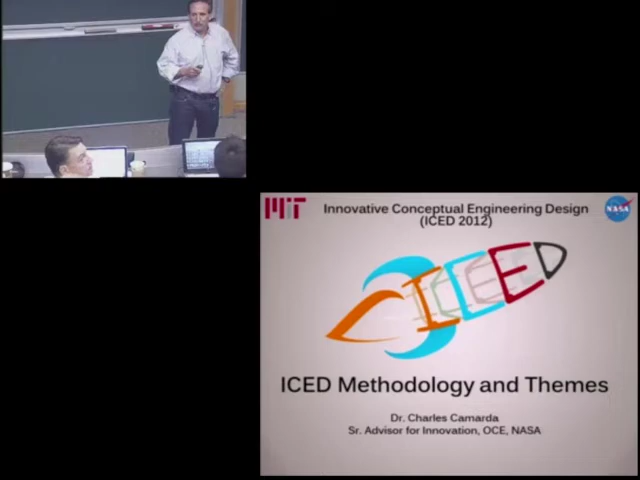 MIT
Innovative Conceptual Engineering Design
(ICED 2012)
NASA
ICED
ICED Methodology and Themes
Dr. Charles Camarda
Sr. Advisor for Innovation, OCE, NASA